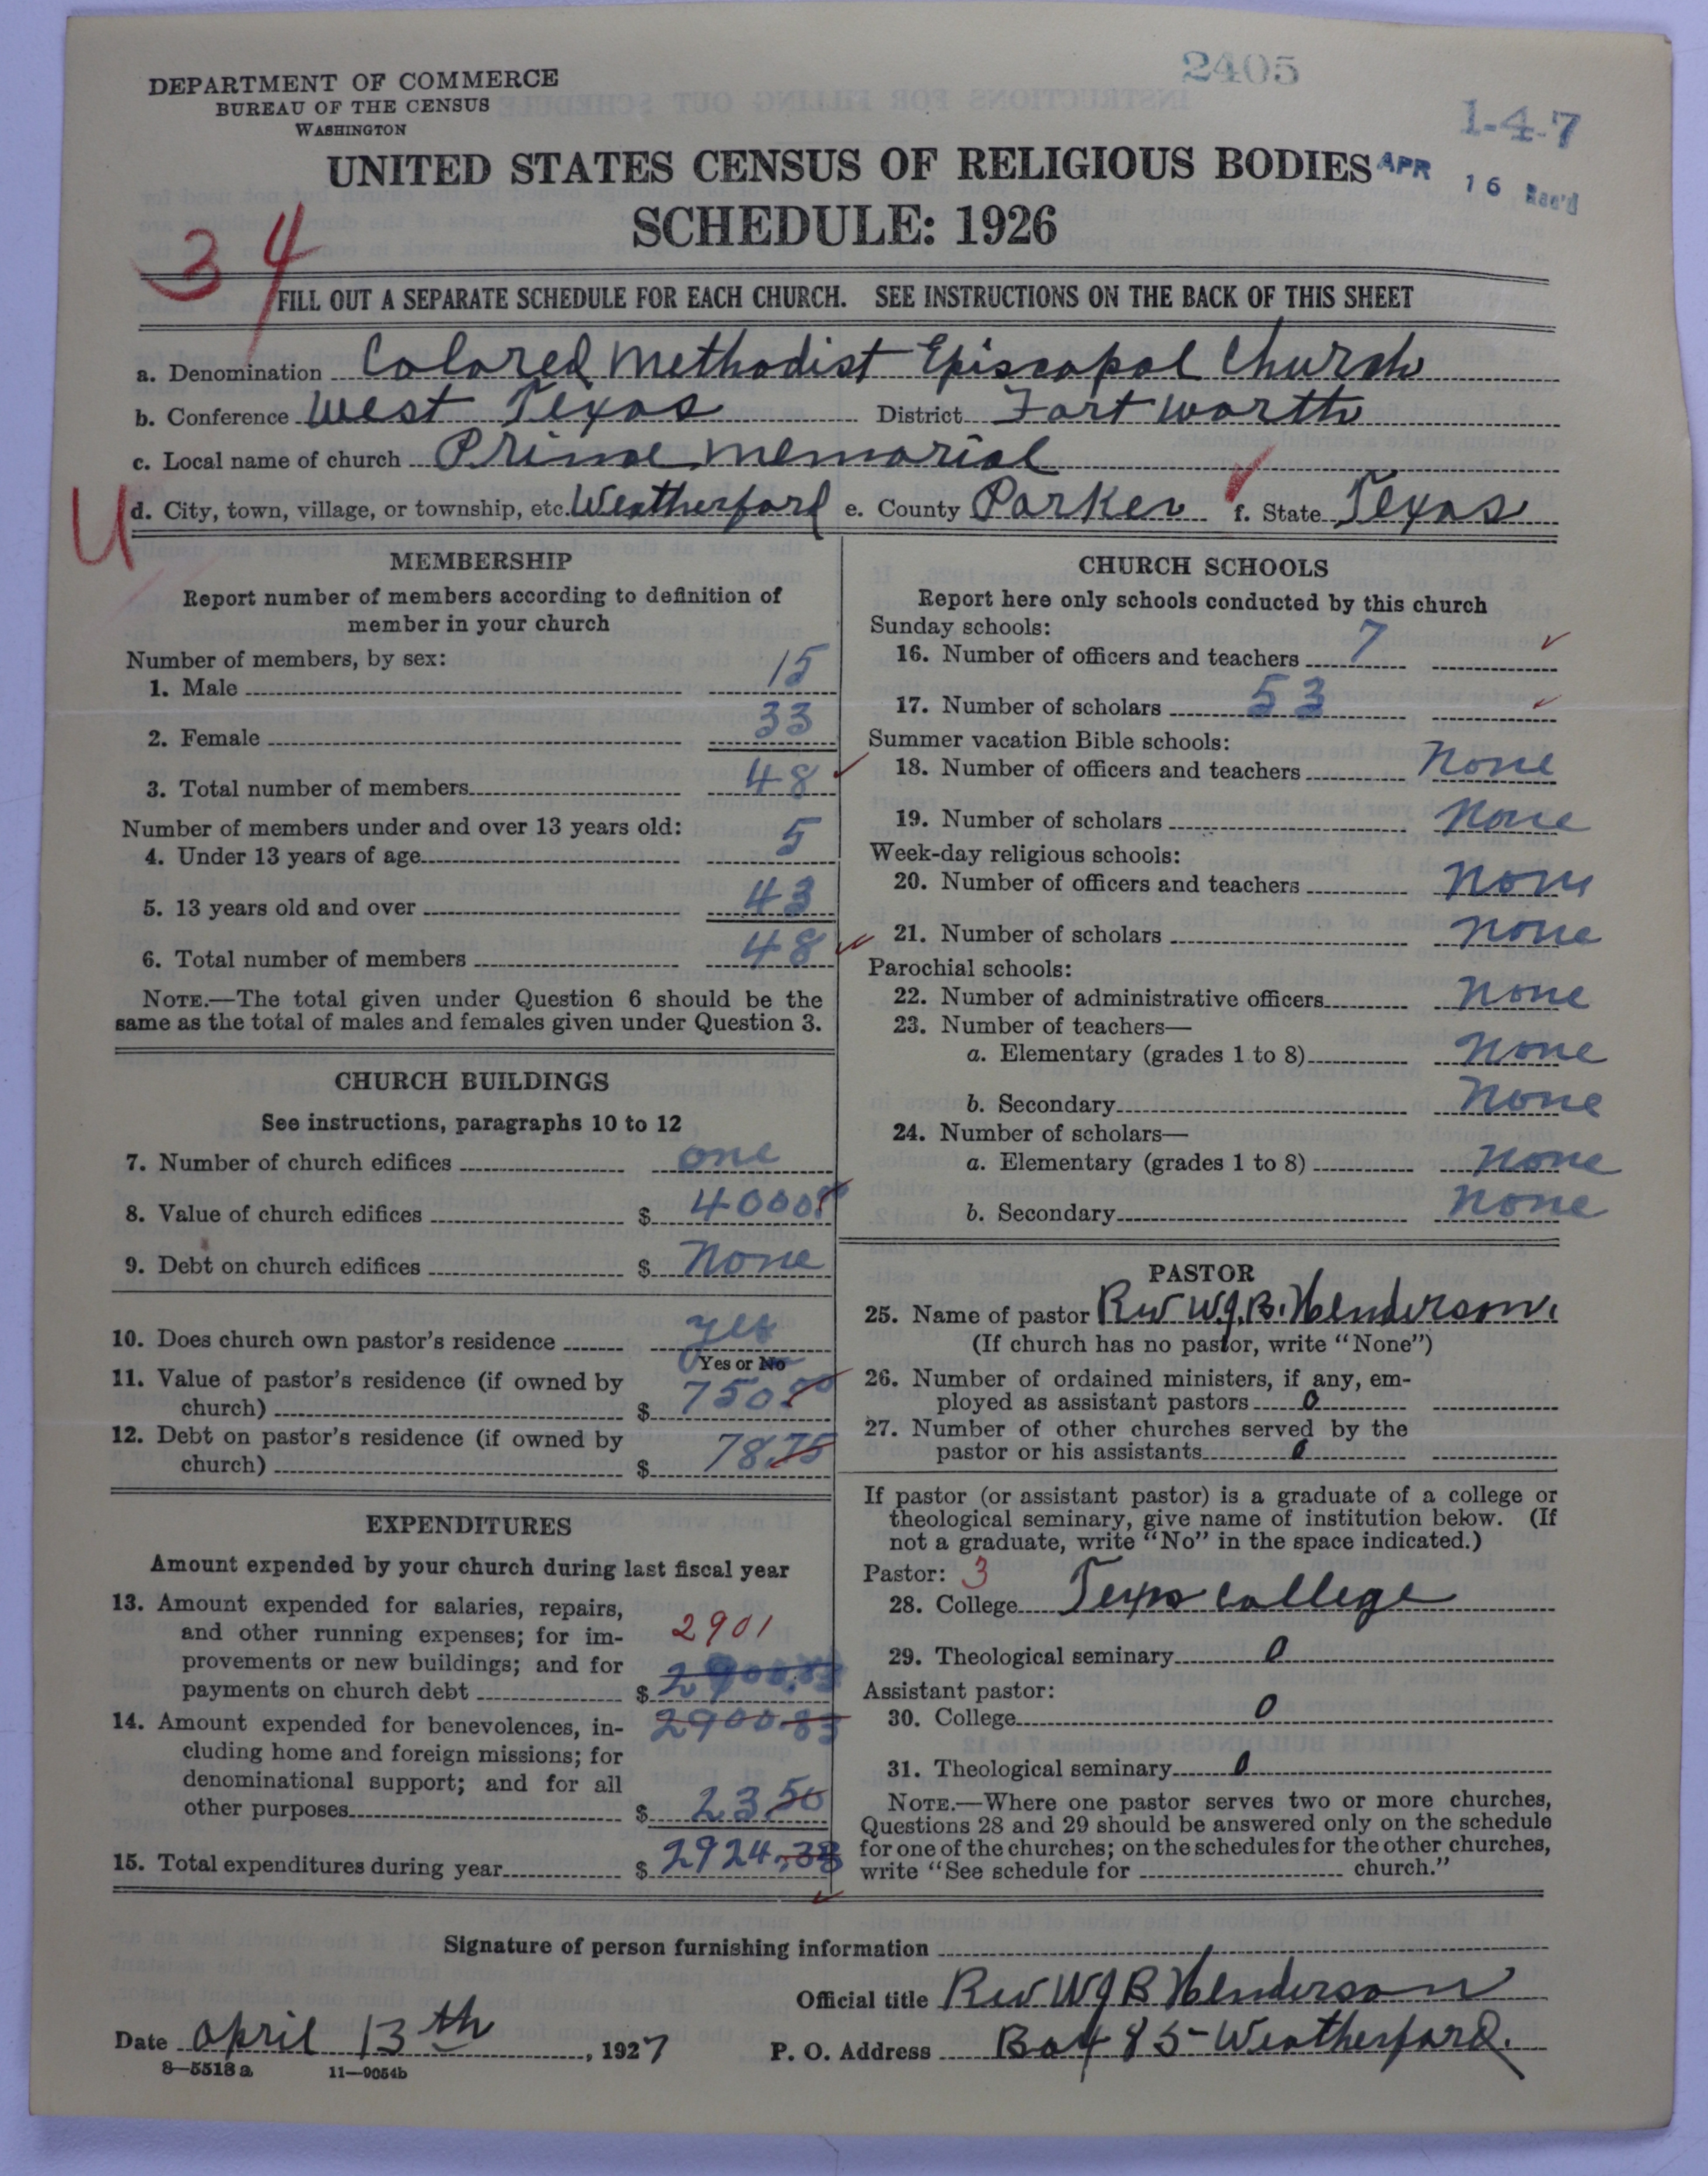 2405
DEPARTMENT OF COMMERCE
BUREAU OF THE CENSUS
WASHINGTON
1-4-7
UNITED STATES CENSUS OF RELIGIOUS BODIES
APR 16 Rec'd
SCHEDULE: 1926
34
FILL OUT A SEPARATE SCHEDULE FOR EACH CHURCH. SEE INSTRUCTIONS ON THE BACK OF THIS SHEET
a. Denomination Colored Methodist Episcopal Church
b. Conference West Texas District Fort Worth
c. Local name of church Prince Memorial
U
d. City, town, village, or township, etc. Weatherford e. County Parker f. State Texas
MEMBERSHIP
Report number of members according to definition of
member in your church
Number of members, by sex:
1. Male 15
2. Female 33
3. Total number of members 48
Number of members under and over 13 years old:
4. Under 13 years of age 5
5. 13 years old and over 43
6. Total number of members 48
NOTE.—The total given under Question 6 should be the
same as the total of males and females given under Question 3.
CHURCH BUILDINGS
See instructions, paragraphs 10 to 12
7. Number of church edifices one
8. Value of church edifices $ 4000.
9. Debt on church edifices $ None
10. Does church own pastor's residence yes
Yes or No
11. Value of pastor's residence (if owned by
church) $ 750.00
12. Debt on pastor's residence (if owned by
church) $ 78.75
EXPENDITURES
Amount expended by your church during last fiscal year
13. Amount expended for salaries, repairs,
and other running expenses; for im- 2901
provements or new buildings; and for
payments on church debt $ 2900.83
14. Amount expended for benevolences, in- 2900.83
cluding home and foreign missions; for
denominational support; and for all
other purposes $ 23.50
15. Total expenditures during year $ 2924.38
CHURCH SCHOOLS
Report here only schools conducted by this church
Sunday schools:
16. Number of officers and teachers 7
17. Number of scholars 53
Summer vacation Bible schools:
18. Number of officers and teachers None
19. Number of scholars None
Week-day religious schools:
20. Number of officers and teachers None
21. Number of scholars none
Parochial schools:
22. Number of administrative officers none
23. Number of teachers—
a. Elementary (grades 1 to 8) none
b. Secondary none
24. Number of scholars—
a. Elementary (grades 1 to 8) none
b. Secondary none
PASTOR
25. Name of pastor Rev W.J.B. Henderson.
(If church has no pastor, write "None")
26. Number of ordained ministers, if any, em-
ployed as assistant pastors 0
27. Number of other churches served by the
pastor or his assistants 0
If pastor (or assistant pastor) is a graduate of a college or
theological seminary, give name of institution below. (If
not a graduate, write "No" in the space indicated.)
Pastor: 3
28. College Texas College
29. Theological seminary 0
Assistant pastor:
30. College 0
31. Theological seminary 0
NOTE.—Where one pastor serves two or more churches,
Questions 28 and 29 should be answered only on the schedule
for one of the churches; on the schedules for the other churches,
write "See schedule for church."
Signature of person furnishing information
Official title Rev W J B Henderson
Date April 13th, 1927 P. O. Address Box 85 - Weatherford.
8—5518 a 11—9054b